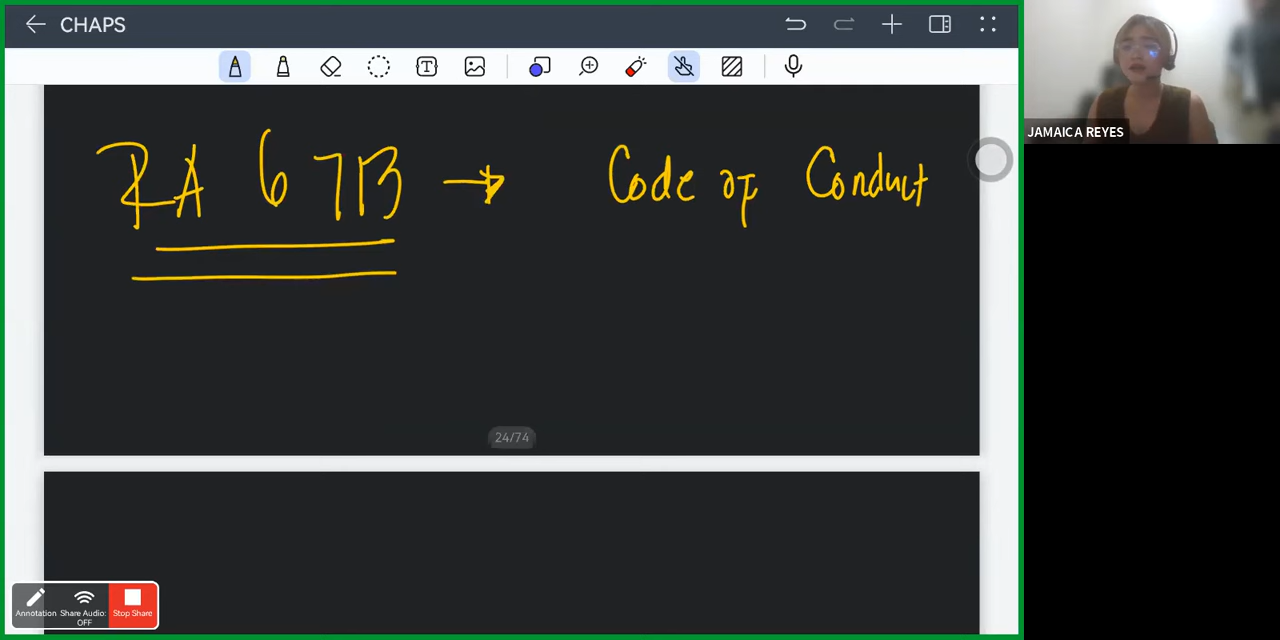 CHAPS
JAMAICA REYES
RA 6713 → Code of Conduct
24/74
Annotation
Share Audio: OFF
Stop Share